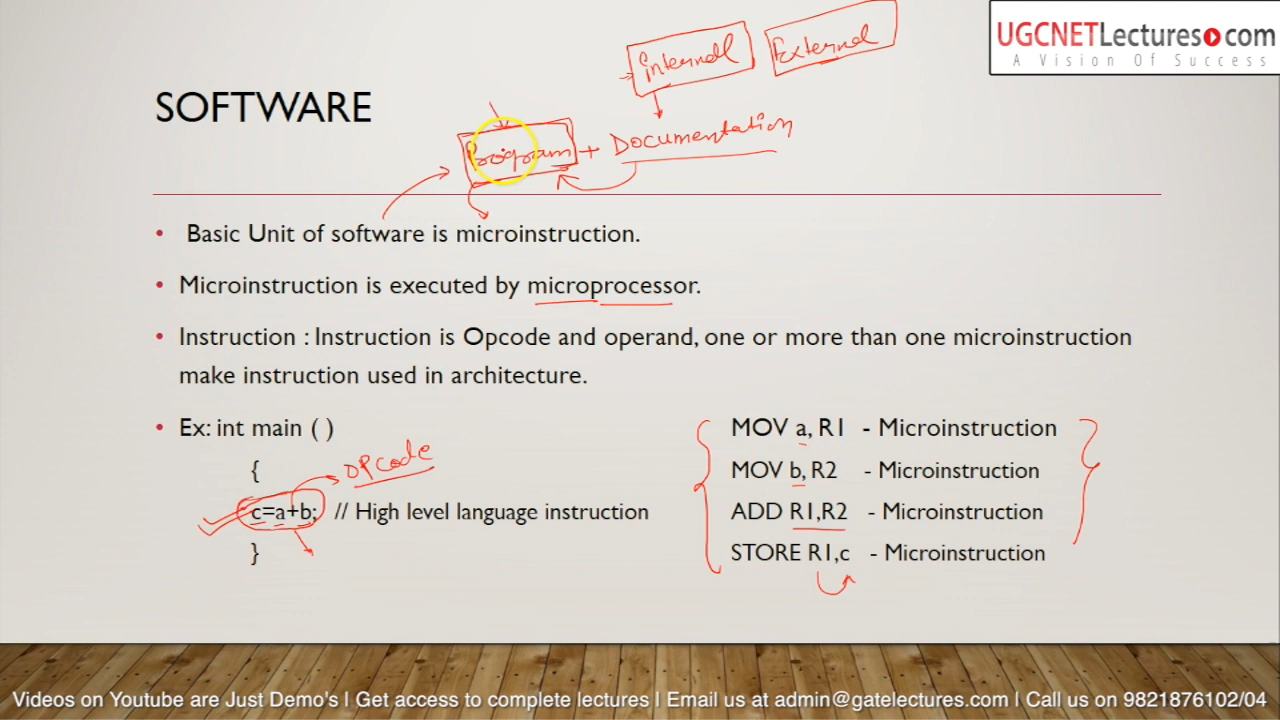 Internal External
UGCNETLectures.com
A Vision Of Success
SOFTWARE
Program + Documentation
• Basic Unit of software is microinstruction.
• Microinstruction is executed by microprocessor.
• Instruction : Instruction is Opcode and operand, one or more than one microinstruction
make instruction used in architecture.
• Ex: int main ( )
{
OPcode
c=a+b; // High level language instruction
}
MOV a, R1 - Microinstruction
MOV b, R2 - Microinstruction
ADD R1,R2 - Microinstruction
STORE R1,c - Microinstruction
Videos on Youtube are Just Demo's I Get access to complete lectures I Email us at admin@gatelectures.com I Call us on 9821876102/04